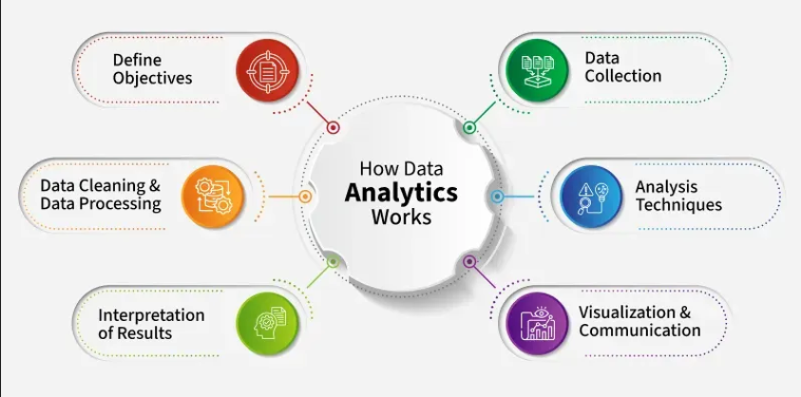 How Data
Analytics
Works
Define
Objectives
Data
Collection
Data Cleaning &
Data Processing
Analysis
Techniques
Interpretation
of Results
Visualization &
Communication